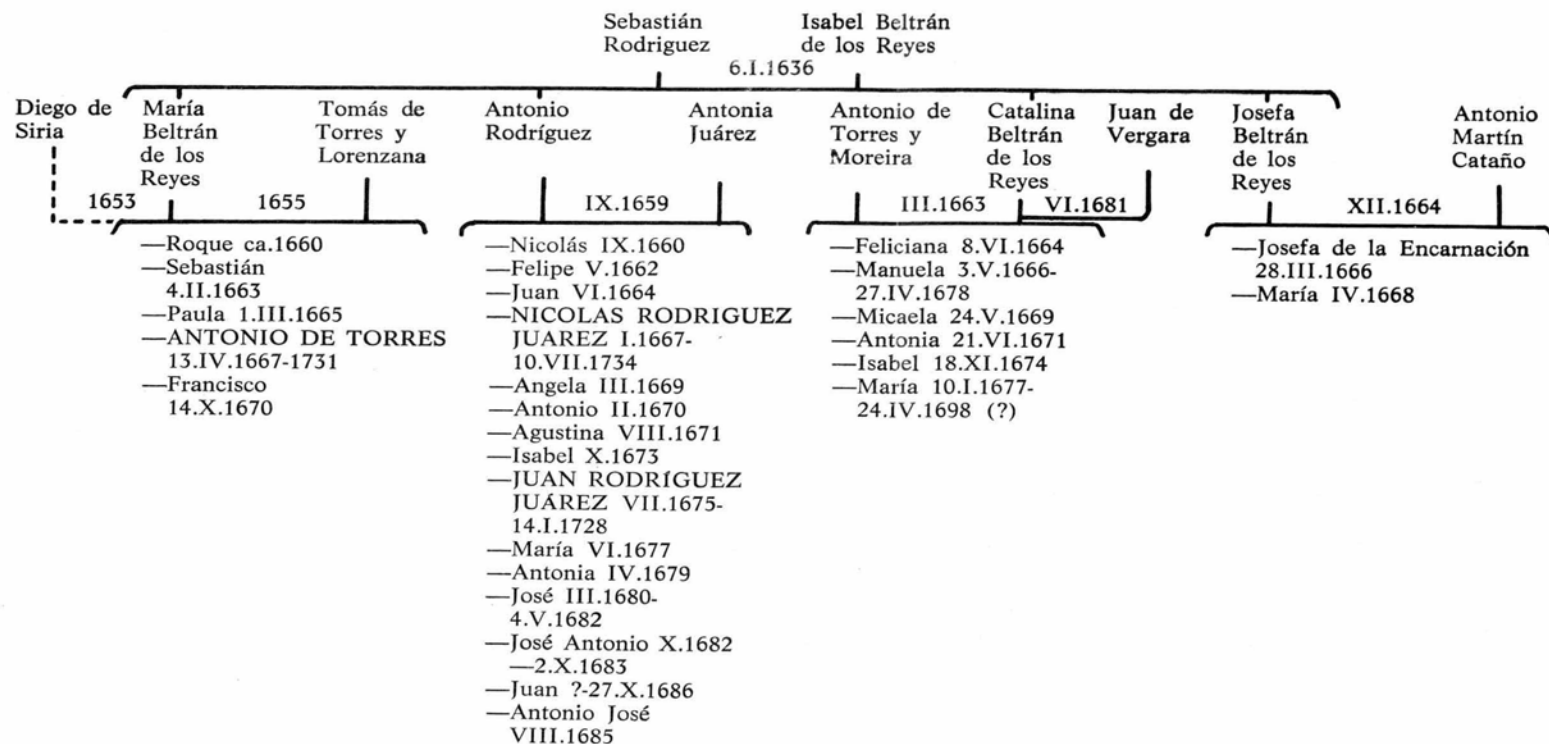 Sebastián
Rodriguez
Isabel Beltrán
de los Reyes
6.I.1636
Diego de
Siria
María
Beltrán
de los
Reyes
Tomás de
Torres y
Lorenzana
Antonio
Rodríguez
Antonia
Juárez
Antonio de
Torres y
Moreira
Catalina
Beltrán
de los
Reyes
Juan de
Vergara
Josefa
Beltrán
de los
Reyes
Antonio
Martín
Cataño
1653
1655
IX.1659
III.1663
VI.1681
XII.1664
—Roque ca.1660
—Sebastián
4.II.1663
—Paula 1.III.1665
—ANTONIO DE TORRES
13.IV.1667-1731
—Francisco
14.X.1670
—Nicolás IX.1660
—Felipe V.1662
—Juan VI.1664
—NICOLAS RODRIGUEZ
JUAREZ I.1667-
10.VII.1734
—Angela III.1669
—Antonio II.1670
—Agustina VIII.1671
—Isabel X.1673
—JUAN RODRÍGUEZ
JUÁREZ VII.1675-
14.I.1728
—María VI.1677
—Antonia IV.1679
—José III.1680-
4.V.1682
—José Antonio X.1682
—2.X.1683
—Juan ?-27.X.1686
—Antonio José
VIII.1685
—Feliciana 8.VI.1664
—Manuela 3.V.1666-
27.IV.1678
—Micaela 24.V.1669
—Antonia 21.VI.1671
—Isabel 18.XI.1674
—María 10.I.1677-
24.IV.1698 (?)
—Josefa de la Encarnación
28.III.1666
—María IV.1668